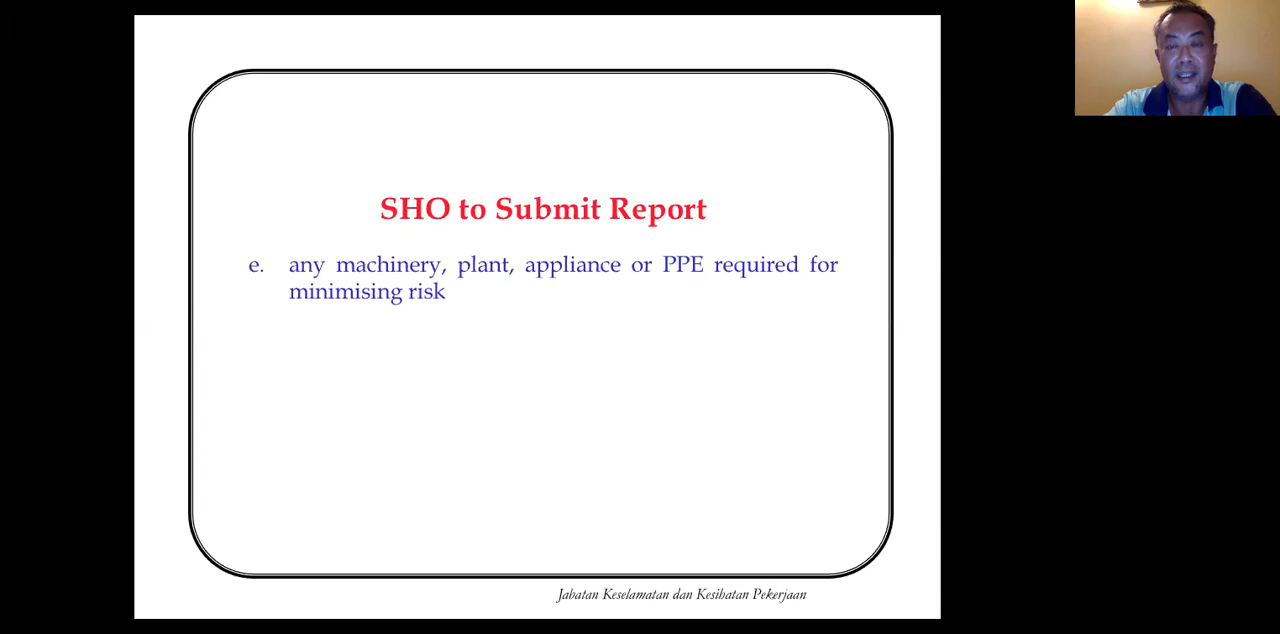 SHO to Submit Report
e. any machinery, plant, appliance or PPE required for
minimising risk
Jabatan Keselamatan dan Kesihatan Pekerjaan